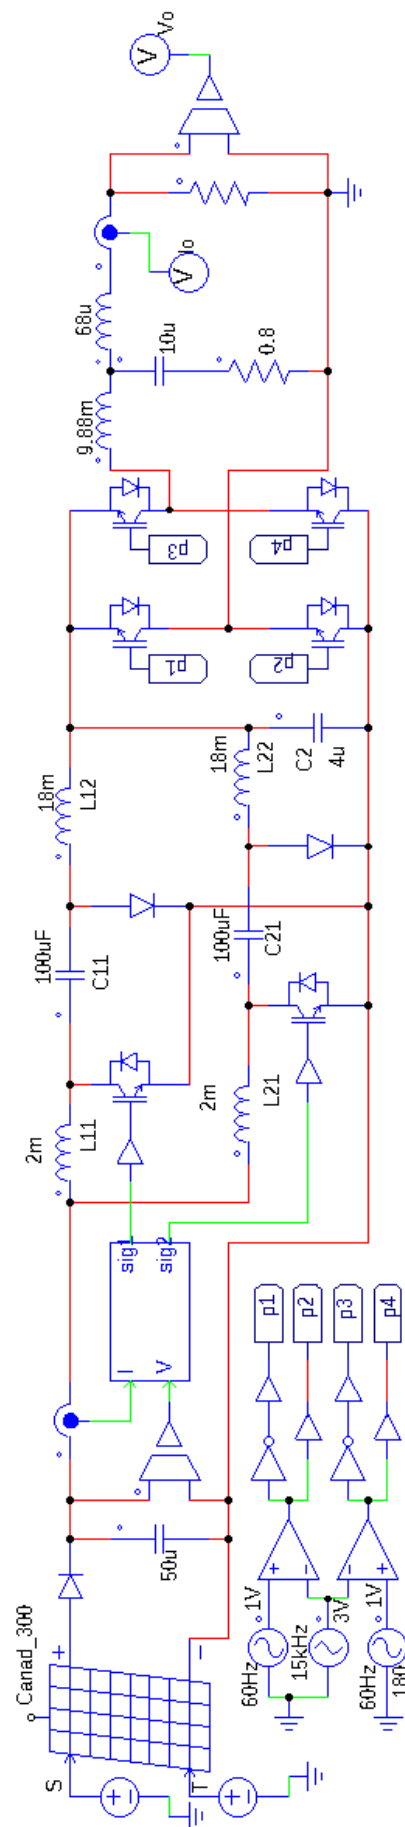 Canad_300
S
T
+
−
50u
I
V
sig1
sig2
2m
L11
100uF
C11
18m
L12
2m
L21
100uF
C21
18m
L22
C2
4u
p1
p3
p2
p4
9.88m
68u
10u
0.8
V
Io
V
Vo
60Hz
1V
15kHz
3V
60Hz
1V
180
p1
p2
p3
p4